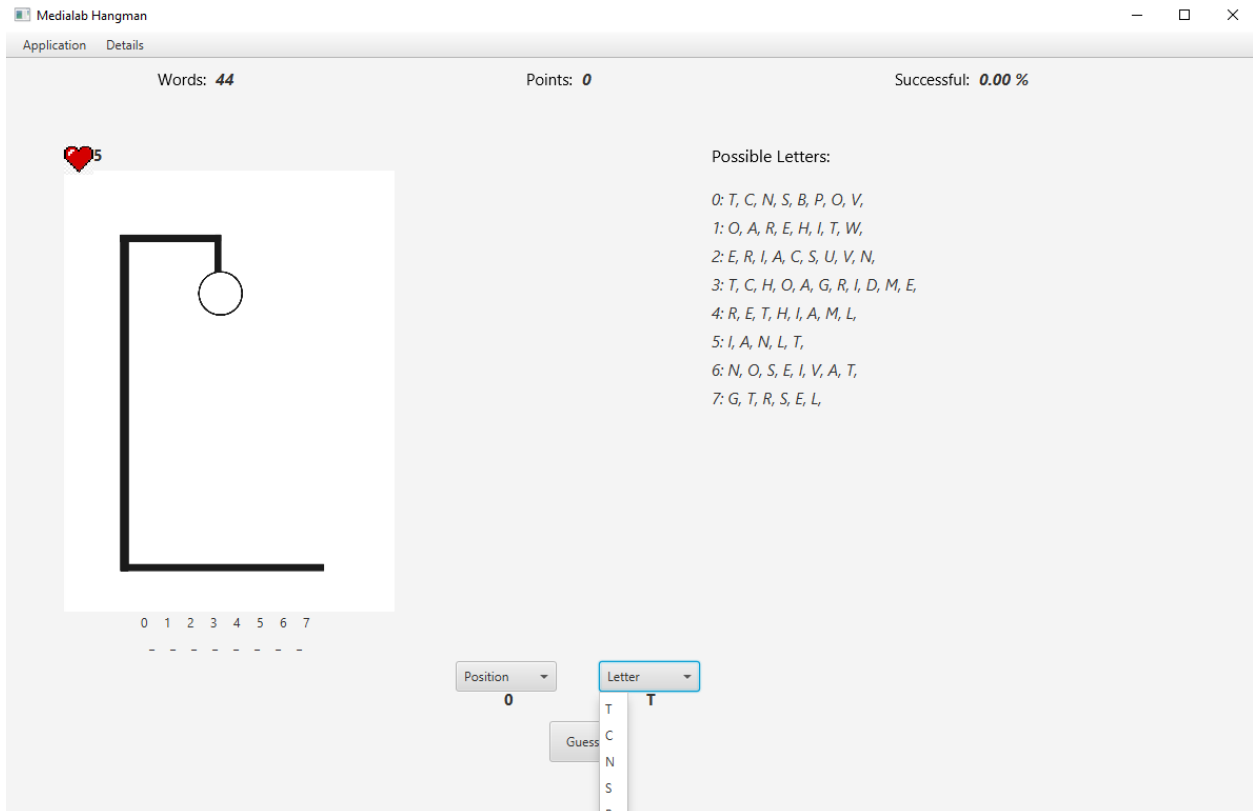 Medialab Hangman
Application Details
Words: 44 Points: 0 Successful: 0.00 %
5
Possible Letters:
0: T, C, N, S, B, P, O, V,
1: O, A, R, E, H, I, T, W,
2: E, R, I, A, C, S, U, V, N,
3: T, C, H, O, A, G, R, I, D, M, E,
4: R, E, T, H, I, A, M, L,
5: I, A, N, L, T,
6: N, O, S, E, I, V, A, T,
7: G, T, R, S, E, L,
0 1 2 3 4 5 6 7
_ _ _ _ _ _ _ _
Position Letter
0 T
T
C
Guess
N
S